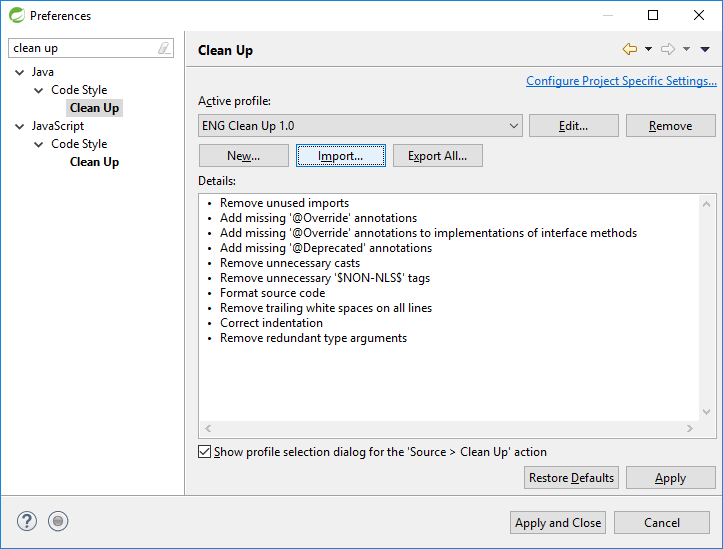 Preferences
clean up
Java
Code Style
Clean Up
JavaScript
Code Style
Clean Up
Clean Up
Configure Project Specific Settings...
Active profile:
ENG Clean Up 1.0
Edit...
Remove
New...
Import...
Export All...
Details:
• Remove unused imports
• Add missing '@Override' annotations
• Add missing '@Override' annotations to implementations of interface methods
• Add missing '@Deprecated' annotations
• Remove unnecessary casts
• Remove unnecessary '$NON-NLS$' tags
• Format source code
• Remove trailing white spaces on all lines
• Correct indentation
• Remove redundant type arguments
Show profile selection dialog for the 'Source > Clean Up' action
Restore Defaults
Apply
?
Apply and Close
Cancel